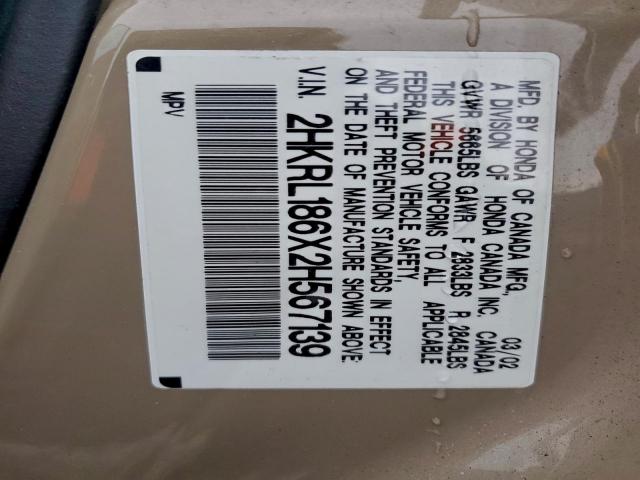 MFD. BY HONDA OF CANADA MFG., 03/02
A DIVISION OF HONDA CANADA INC. CANADA
GVWR 5665LBS GAWR F 2833LBS R 2845LBS
THIS VEHICLE CONFORMS TO ALL APPLICABLE
FEDERAL MOTOR VEHICLE SAFETY,
AND THEFT PREVENTION STANDARDS IN EFFECT
ON THE DATE OF MANUFACTURE SHOWN ABOVE:
V.I.N. 2HKRL186X2H567139
MPV